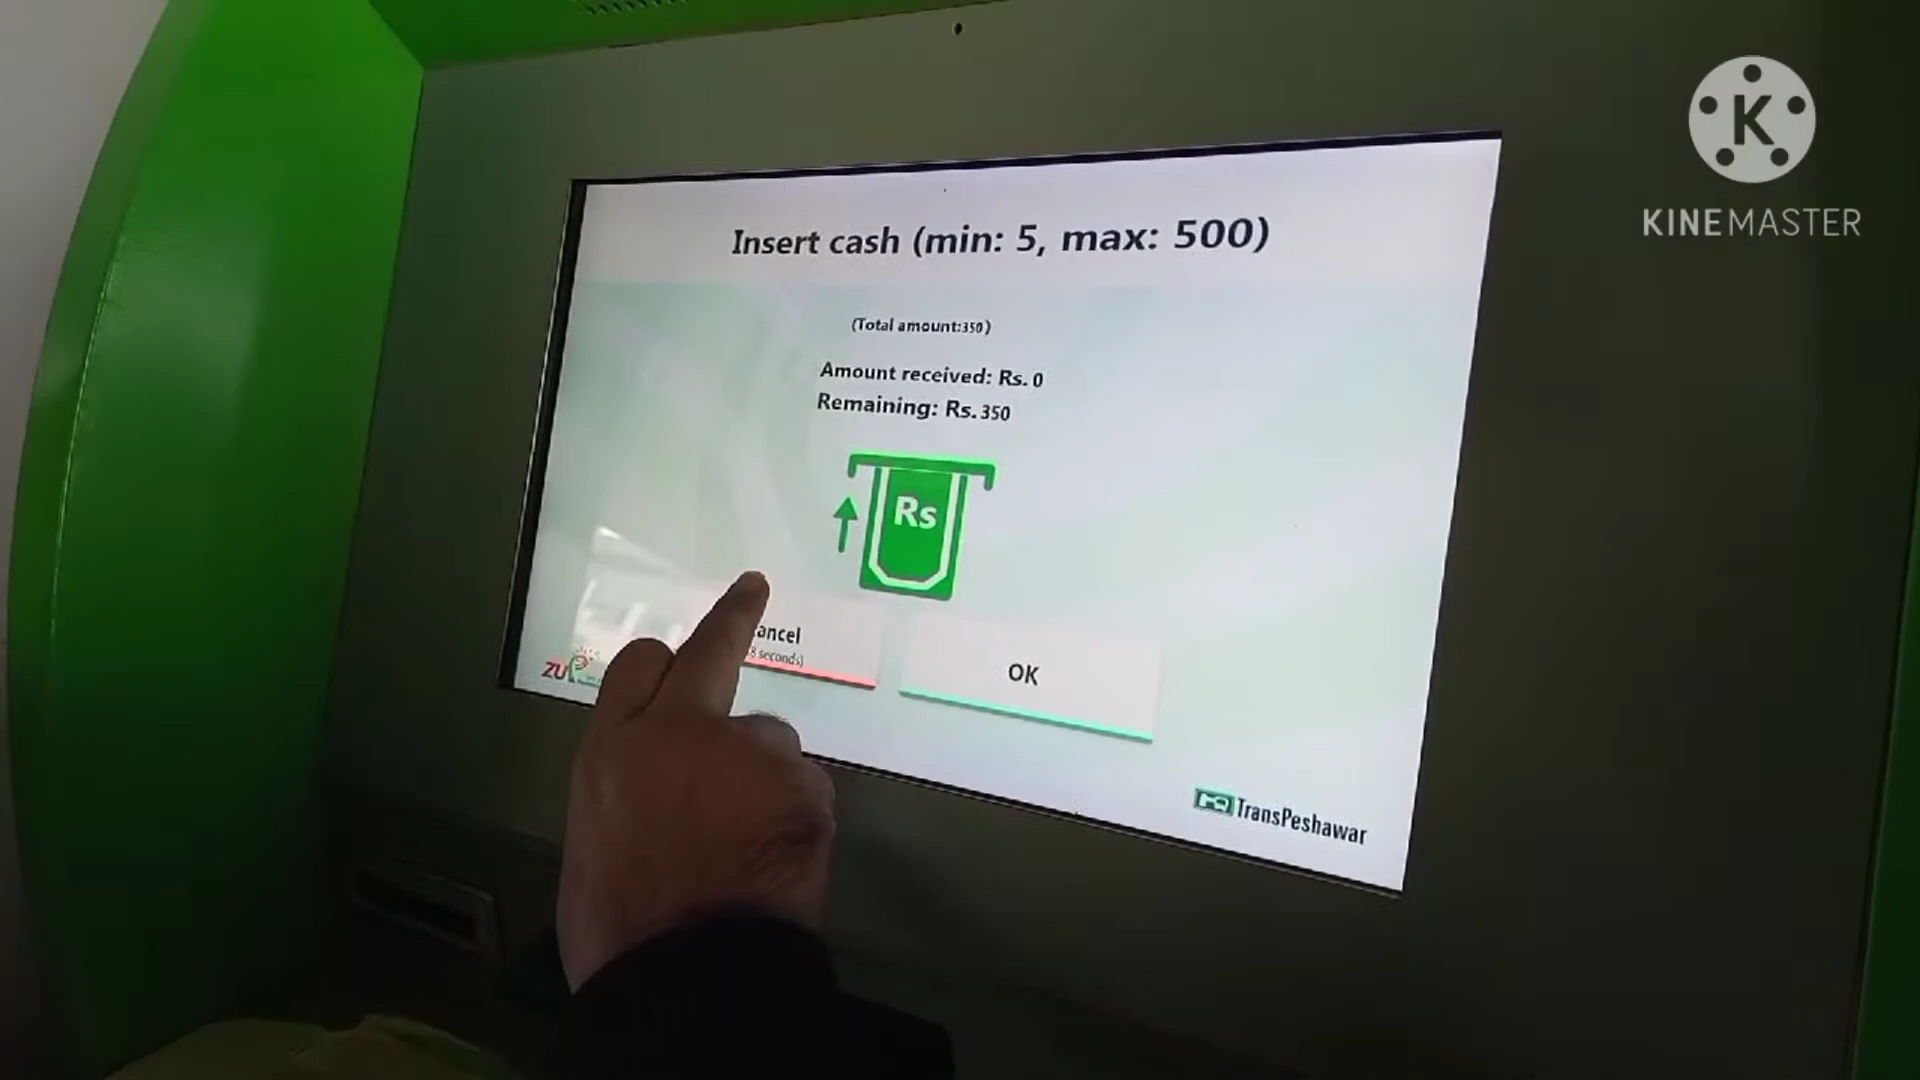 K
KINEMASTER
Insert cash (min: 5, max: 500)
(Total amount:350)
Amount received: Rs. 0
Remaining: Rs. 350
Rs
ancel
8 seconds)
OK
ZU
TransPeshawar